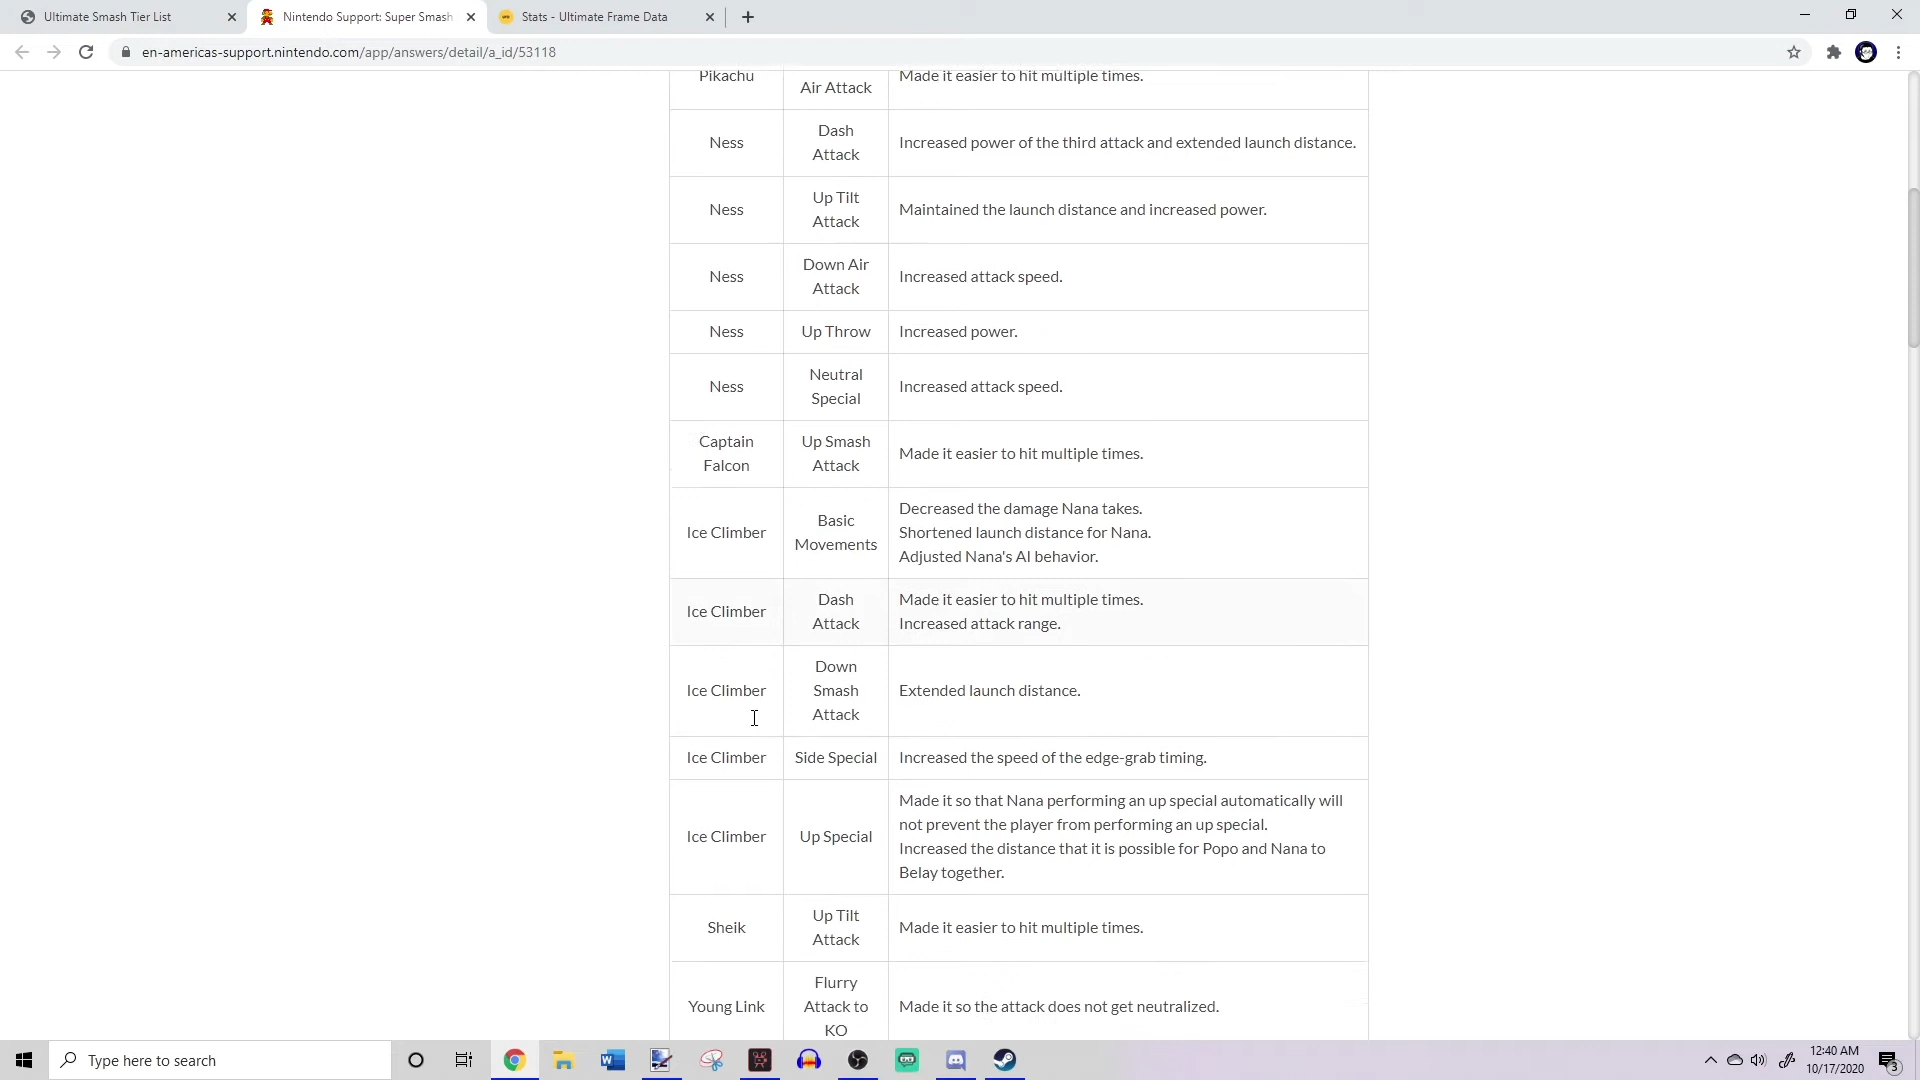 Ultimate Smash Tier List
Nintendo Support: Super Smash
Stats - Ultimate Frame Data
en-americas-support.nintendo.com/app/answers/detail/a_id/53118
Pikachu
Air Attack
Made it easier to hit multiple times.
Ness
Dash
Attack
Increased power of the third attack and extended launch distance.
Ness
Up Tilt
Attack
Maintained the launch distance and increased power.
Ness
Down Air
Attack
Increased attack speed.
Ness
Up Throw
Increased power.
Ness
Neutral
Special
Increased attack speed.
Captain
Falcon
Up Smash
Attack
Made it easier to hit multiple times.
Ice Climber
Basic
Movements
Decreased the damage Nana takes.
Shortened launch distance for Nana.
Adjusted Nana's AI behavior.
Ice Climber
Dash
Attack
Made it easier to hit multiple times.
Increased attack range.
Ice Climber
Down
Smash
Attack
Extended launch distance.
Ice Climber
Side Special
Increased the speed of the edge-grab timing.
Ice Climber
Up Special
Made it so that Nana performing an up special automatically will
not prevent the player from performing an up special.
Increased the distance that it is possible for Popo and Nana to
Belay together.
Sheik
Up Tilt
Attack
Made it easier to hit multiple times.
Young Link
Flurry
Attack to
KO
Made it so the attack does not get neutralized.
Type here to search
12:40 AM
10/17/2020
3